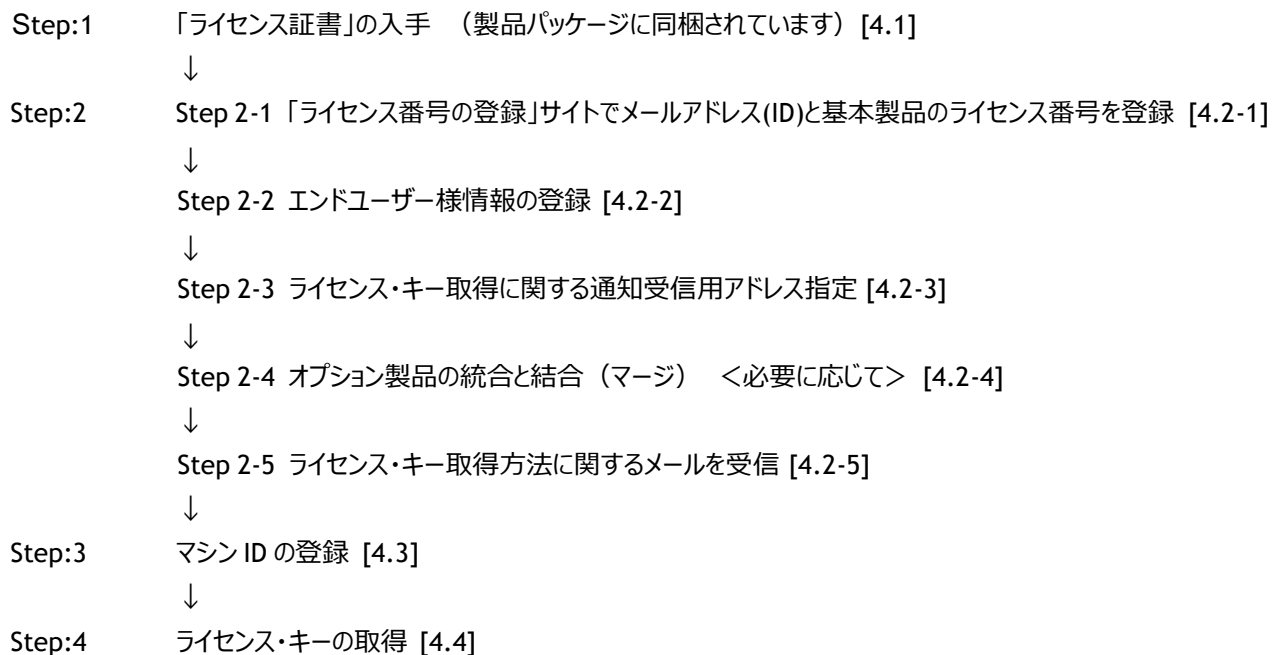 Step:1 「ライセンス証書」の入手 （製品パッケージに同梱されています） [4.1]
↓
Step:2 Step 2-1 「ライセンス番号の登録」サイトでメールアドレス(ID)と基本製品のライセンス番号を登録 [4.2-1]
↓
Step 2-2 エンドユーザー様情報の登録 [4.2-2]
↓
Step 2-3 ライセンス・キー取得に関する通知受信用アドレス指定 [4.2-3]
↓
Step 2-4 オプション製品の統合と結合（マージ） ＜必要に応じて＞ [4.2-4]
↓
Step 2-5 ライセンス・キー取得方法に関するメールを受信 [4.2-5]
↓
Step:3 マシン ID の登録 [4.3]
↓
Step:4 ライセンス・キーの取得 [4.4]